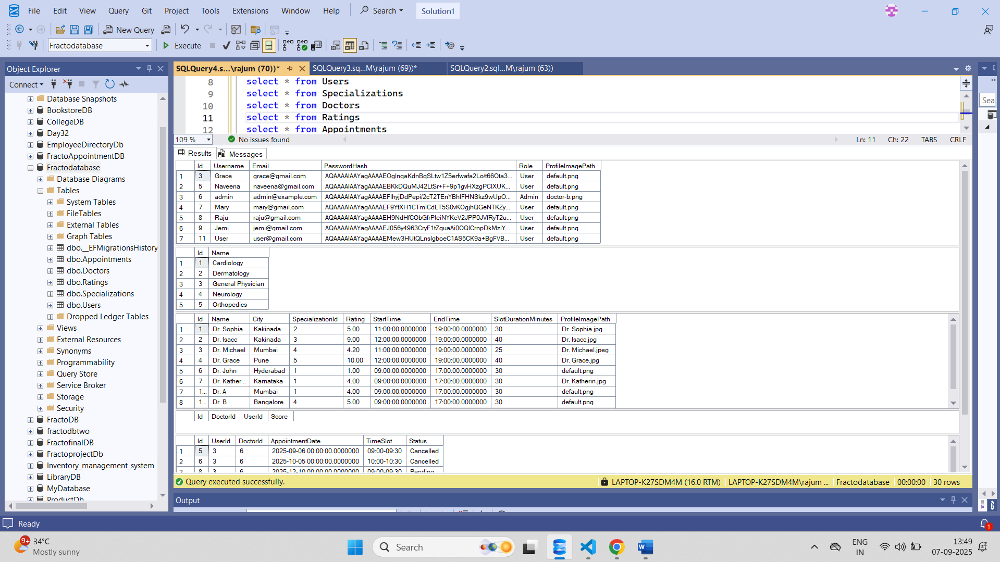 File Edit View Query Git Project Tools Extensions Window Help Search Solution1
New Query
Fractodatabase Execute
Object Explorer
Connect
Database Snapshots
BookstoreDB
CollegeDB
Day32
EmployeeDirectoryDb
FractoAppointmentDB
Fractodatabase
Database Diagrams
Tables
System Tables
FileTables
External Tables
Graph Tables
dbo.__EFMigrationsHistory
dbo.Appointments
dbo.Doctors
dbo.Ratings
dbo.Specializations
dbo.Users
Dropped Ledger Tables
Views
External Resources
Synonyms
Programmability
Query Store
Service Broker
Storage
Security
FractoDB
fractodbtwo
FractofinalDB
FractoprojectDb
Inventory_management_system
LibraryDB
MyDatabase
ProductDb
SQLQuery4.s...\rajum (70))* SQLQuery3.sq...M\rajum (69))* SQLQuery2.sql...M\rajum (63))
8 select * from Users
9 select * from Specializations
10 select * from Doctors
11 select * from Ratings
12 select * from Appointments
109 % No issues found Ln: 11 Ch: 22 TABS CRLF
Results Messages
Id Username Email PasswordHash Role ProfileImagePath
1 3 Grace grace@gmail.com User default.png
2 5 Naveena naveena@gmail.com User default.png
3 6 admin admin@example.com Admin doctor-b.png
4 7 Mary mary@gmail.com User default.png
5 8 Raju raju@gmail.com User default.png
6 9 Jemi jemi@gmail.com User default.png
7 11 User user@gmail.com User default.png
Id Name
1 1 Cardiology
2 2 Dermatology
3 3 General Physician
4 4 Neurology
5 5 Orthopedics
Id Name City SpecializationId Rating StartTime EndTime SlotDurationMinutes ProfileImagePath
1 1 Dr. Sophia Kakinada 2 5.00 11:00:00.0000000 19:00:00.0000000 30 Dr. Sophia.jpg
2 2 Dr. Isacc Kakinada 3 9.00 12:00:00.0000000 19:00:00.0000000 40 Dr. Isacc.jpg
3 3 Dr. Michael Mumbai 4 4.20 11:00:00.0000000 19:00:00.0000000 25 Dr. Michael.jpeg
4 4 Dr. Grace Pune 5 10.00 12:00:00.0000000 19:00:00.0000000 40 Dr. Grace.jpg
5 6 Dr. John Hyderabad 1 1.00 09:00:00.0000000 17:00:00.0000000 30 default.png
6 7 Dr. Kather... Karnataka 1 4.00 09:00:00.0000000 17:00:00.0000000 30 Dr. Katherin.jpg
7 1... Dr. A Mumbai 1 4.00 09:00:00.0000000 17:00:00.0000000 30 default.png
8 1... Dr. B Bangalore 4 5.00 09:00:00.0000000 17:00:00.0000000 30 default.png
Id DoctorId UserId Score
Id UserId DoctorId AppointmentDate TimeSlot Status
1 5 3 6 2025-09-06 00:00:00.0000000 09:00-09:30 Cancelled
2 6 3 6 2025-10-05 00:00:00.0000000 10:00-10:30 Cancelled
3 8 3 6 2025-12-10 00:00:00.0000000 09:00-09:30 Pending
Query executed successfully. LAPTOP-K27SDM4M (16.0 RTM) LAPTOP-K27SDM4M\rajum ... Fractodatabase 00:00:00 30 rows
Output
Sea
Ready
1
9+ 34°C
Mostly sunny
Search
ENG
IN
13:49
07-09-2025